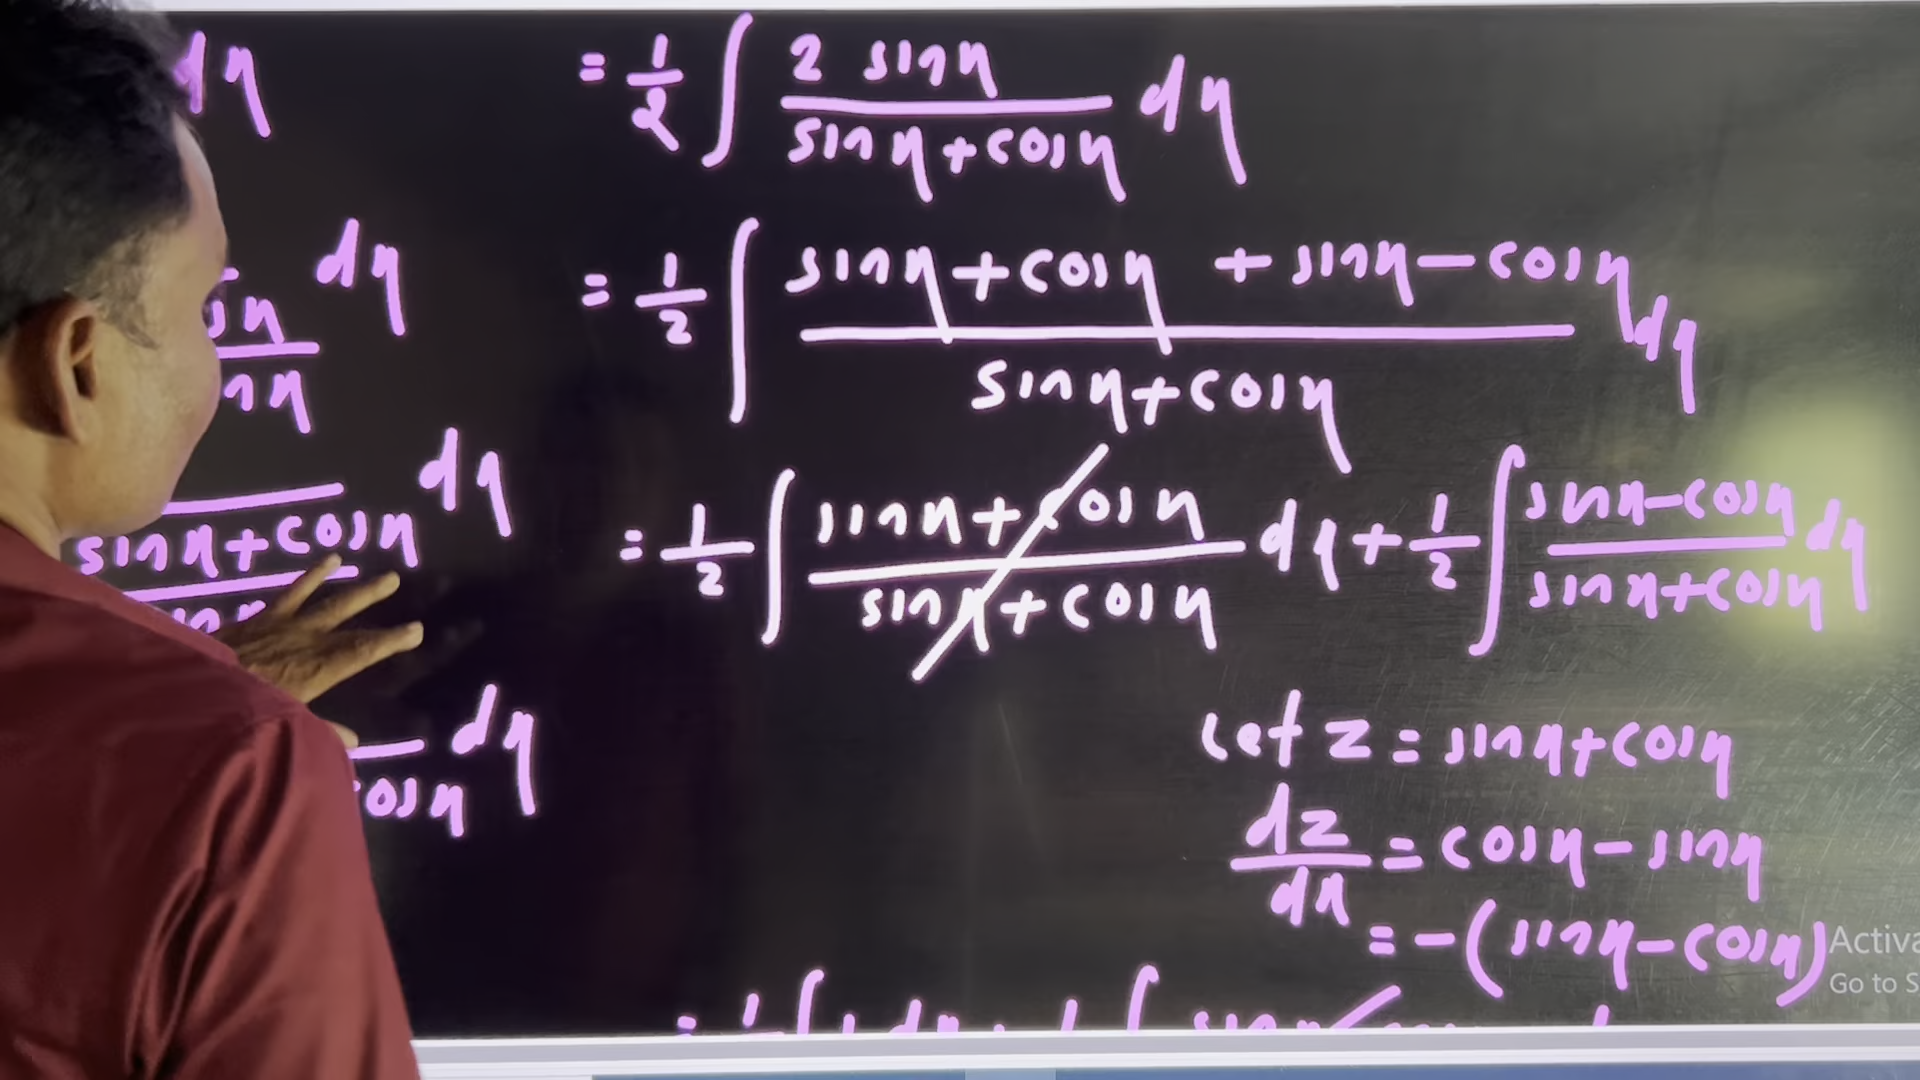 dx
dx
sin x + cos x dx
cos x dx
= 1/2 ∫ 2 sin x / sin x + cos x dx
= 1/2 ∫ sin x + cos x + sin x - cos x / sin x + cos x dx
= 1/2 ∫ sin x + cos x / sin x + cos x dx + 1/2 ∫ sin x - cos x / sin x + cos x dx
Let z = sin x + cos x
dz/dx = cos x - sin x
= - (sin x - cos x)
Go to S